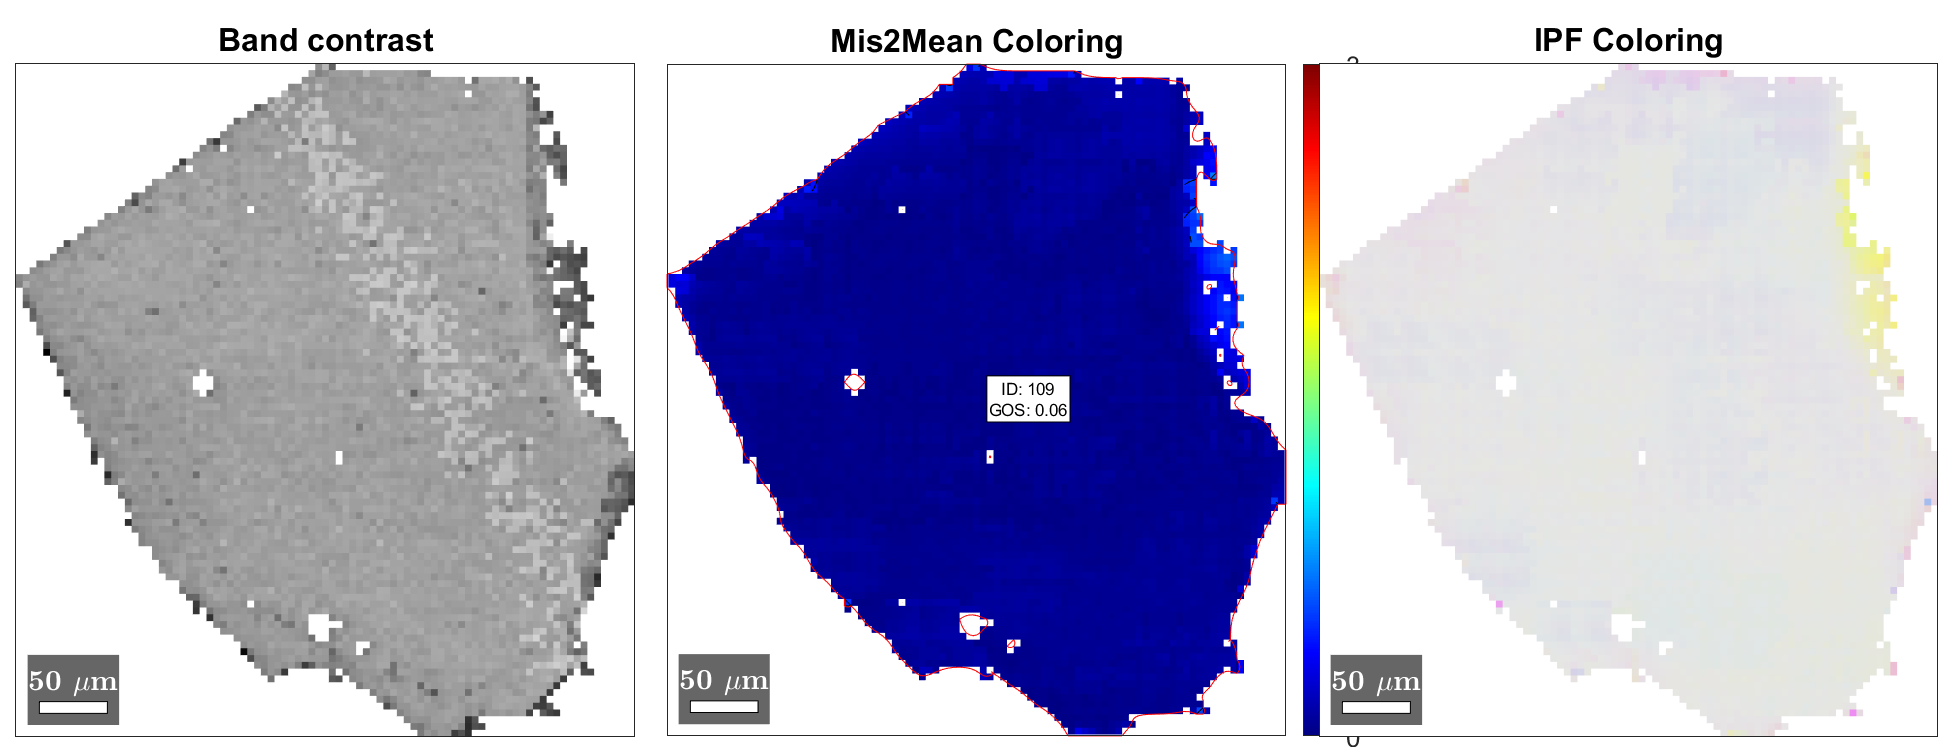 Band contrast
Mis2Mean Coloring
IPF Coloring
ID: 109
GOS: 0.06
50 μm
50 μm
50 μm
0